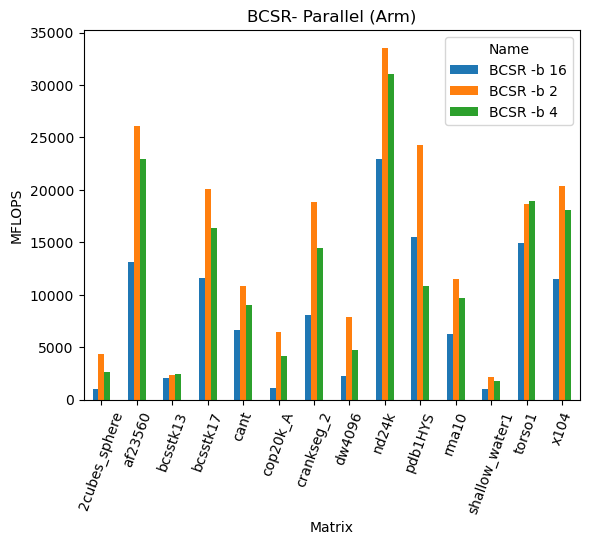 BCSR- Parallel (Arm)
35000
30000
25000
20000
15000
10000
5000
0
MFLOPS
Name
BCSR -b 16
BCSR -b 2
BCSR -b 4
2cubes_sphere
af23560
bcsstk13
bcsstk17
cant
cop20k_A
crankseg_2
dw4096
nd24k
pdb1HYS
rma10
shallow_water1
torso1
x104
Matrix